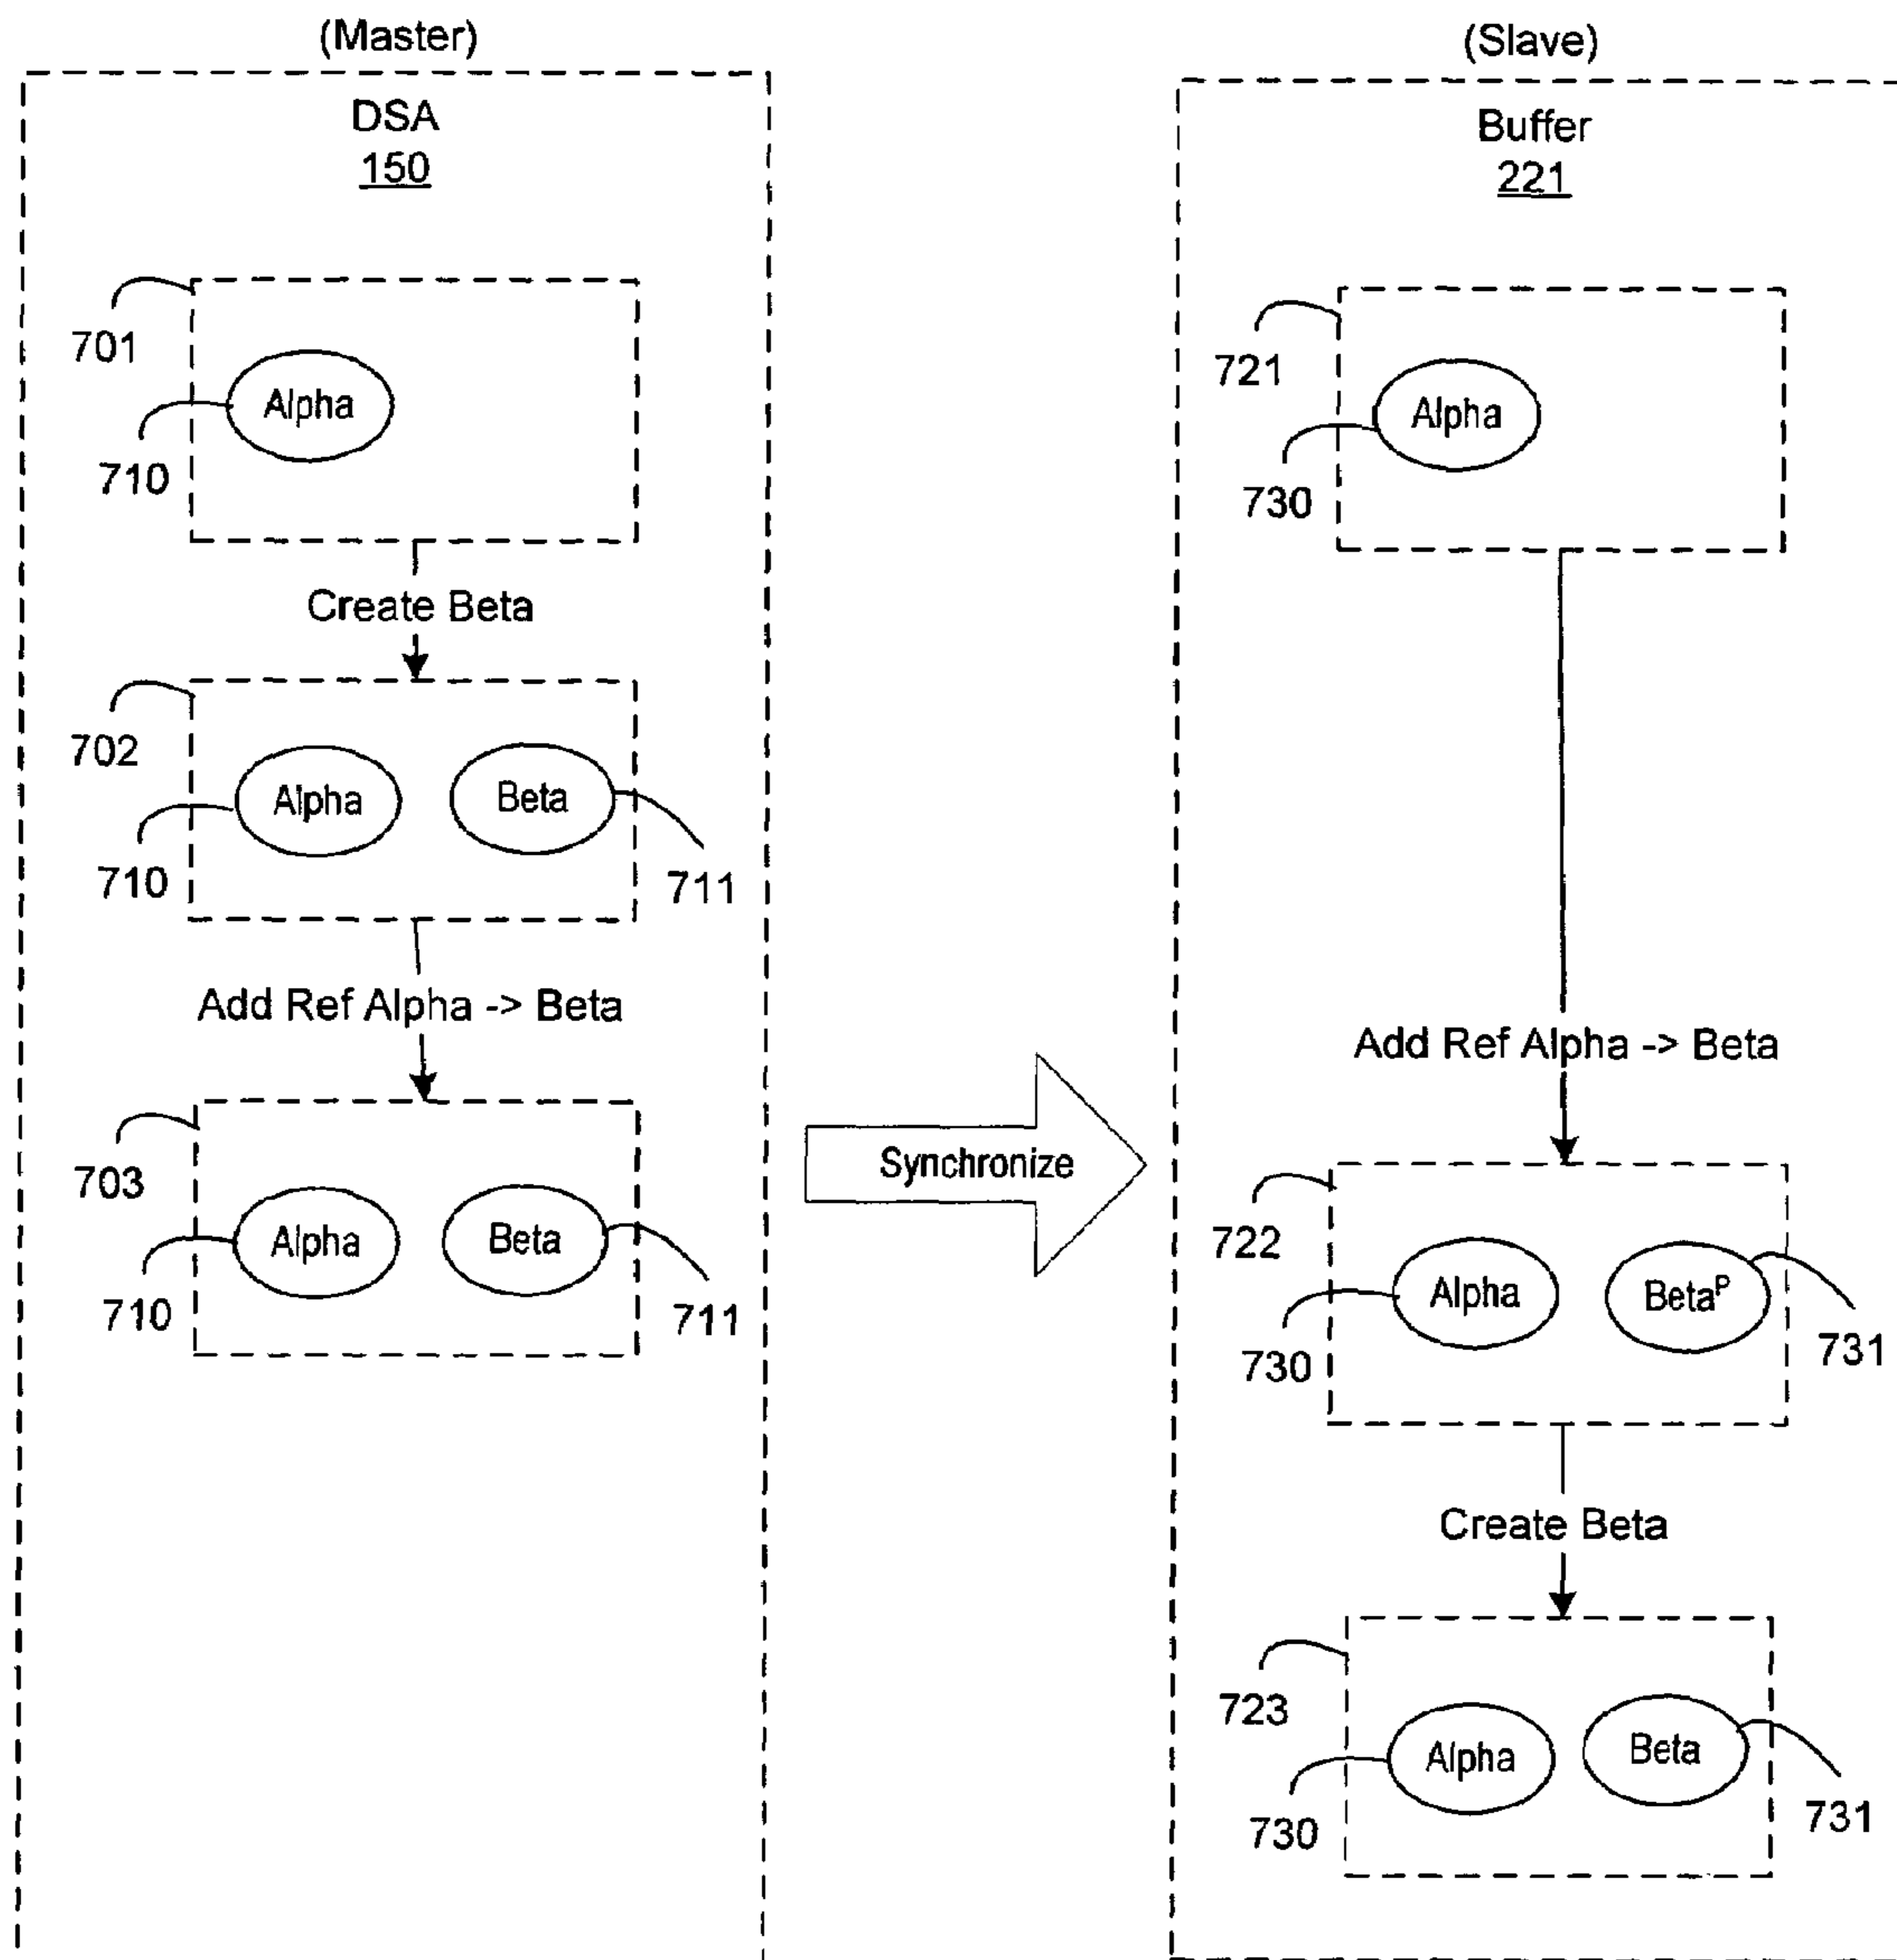 (Master)
DSA
150
701
Alpha
710
Create Beta
702
Alpha
Beta
710
711
Add Ref Alpha -> Beta
703
Alpha
Beta
710
711
Synchronize
(Slave)
Buffer
221
721
Alpha
730
Add Ref Alpha -> Beta
722
Alpha
Betaᴾ
730
731
Create Beta
723
Alpha
Beta
730
731